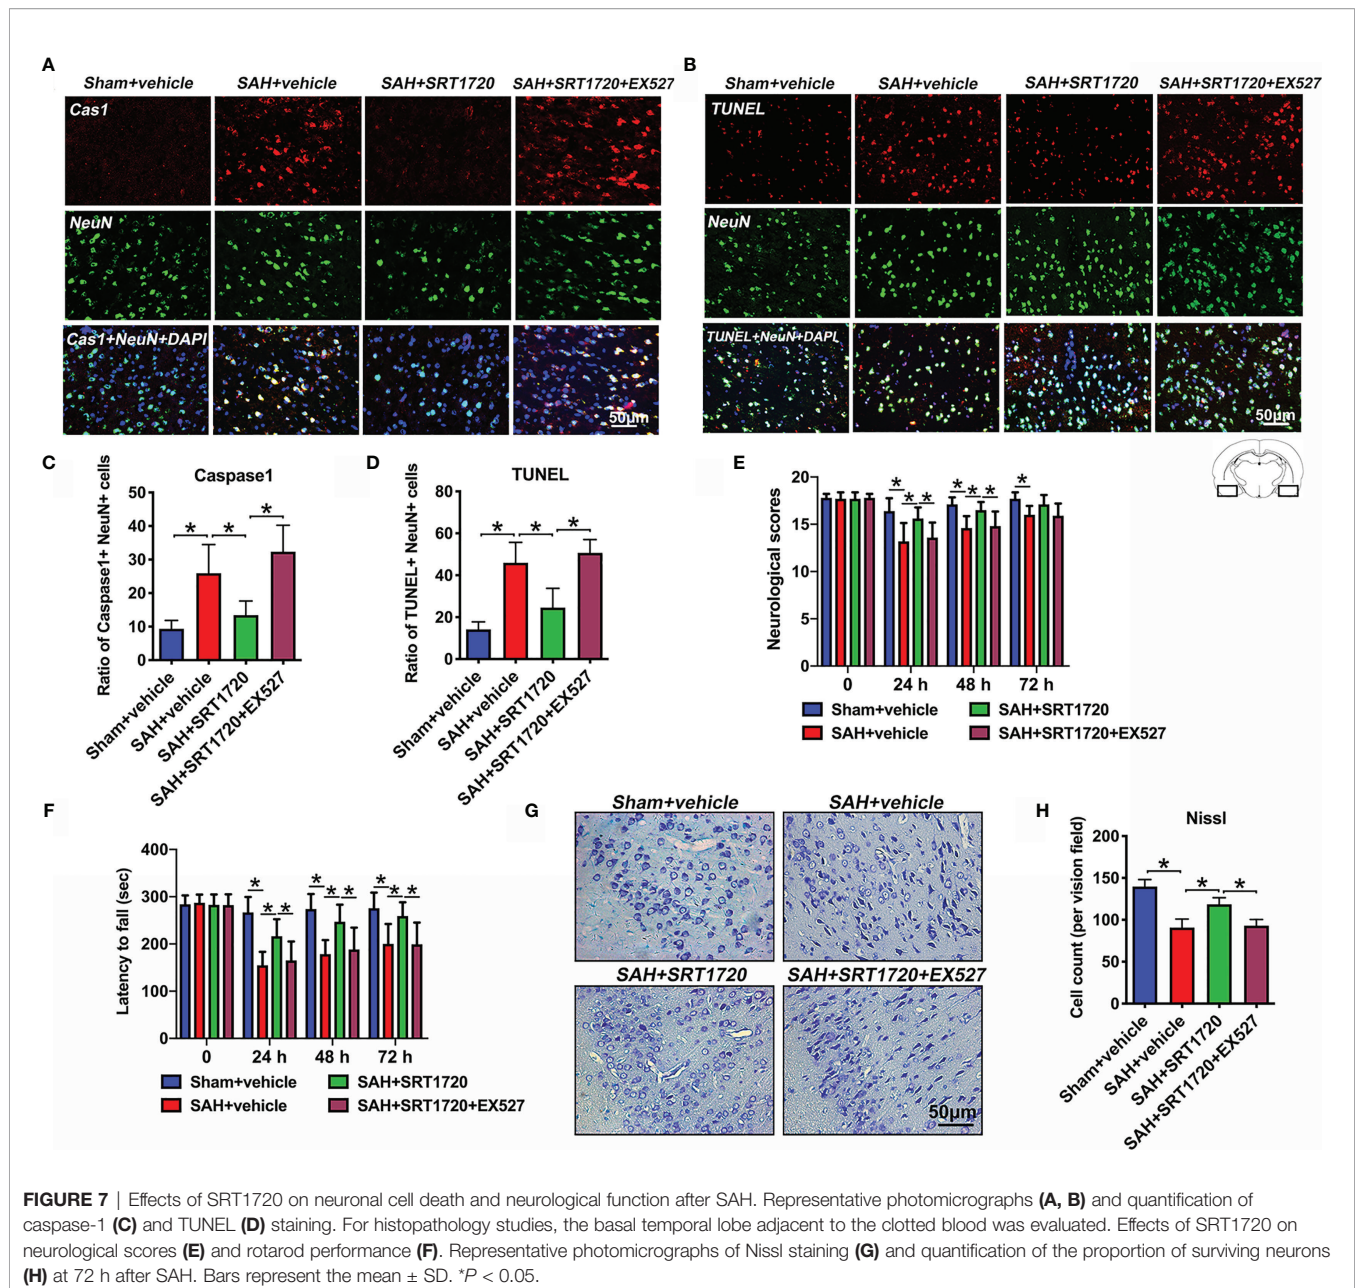 A
Sham+vehicle SAH+vehicle SAH+SRT1720 SAH+SRT1720+EX527
Cas1
NeuN
Cas1+NeuN+DAPI
50µm
B
Sham+vehicle SAH+vehicle SAH+SRT1720 SAH+SRT1720+EX527
TUNEL
NeuN
TUNEL+NeuN+DAPI
50µm
C
Caspase1
Ratio of Caspase1+ NeuN+ cells
50
40
30
20
10
0
* * *
Sham+vehicle
SAH+vehicle
SAH+SRT1720
SAH+SRT1720+EX527
D
TUNEL
Ratio of TUNEL+ NeuN+ cells
80
60
40
20
0
* * *
Sham+vehicle
SAH+vehicle
SAH+SRT1720
SAH+SRT1720+EX527
E
Neurological scores
20
15
10
5
0
* * * * * * *
0 24 h 48 h 72 h
Sham+vehicle SAH+SRT1720
SAH+vehicle SAH+SRT1720+EX527
F
Latency to fall (sec)
400
300
200
100
0
* * * * * * * * *
0 24 h 48 h 72 h
Sham+vehicle SAH+SRT1720
SAH+vehicle SAH+SRT1720+EX527
G
Sham+vehicle SAH+vehicle
SAH+SRT1720 SAH+SRT1720+EX527
50µm
H
Nissl
Cell count (per vision field)
200
150
100
50
0
* * *
Sham+vehicle
SAH+vehicle
SAH+SRT1720
SAH+SRT1720+EX527
FIGURE 7 | Effects of SRT1720 on neuronal cell death and neurological function after SAH. Representative photomicrographs (A, B) and quantification of
caspase-1 (C) and TUNEL (D) staining. For histopathology studies, the basal temporal lobe adjacent to the clotted blood was evaluated. Effects of SRT1720 on
neurological scores (E) and rotarod performance (F). Representative photomicrographs of Nissl staining (G) and quantification of the proportion of surviving neurons
(H) at 72 h after SAH. Bars represent the mean ± SD. *P < 0.05.